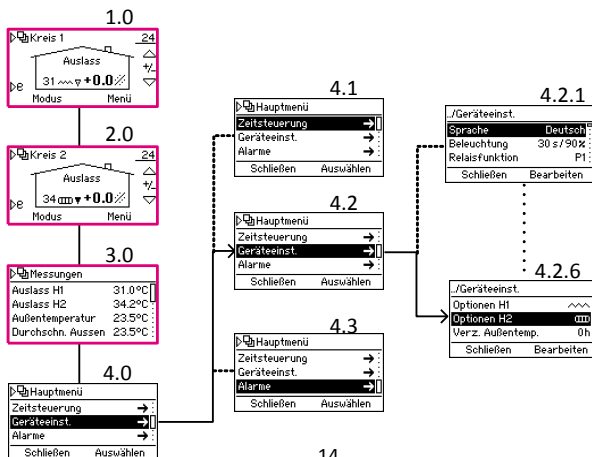 1.0
Kreis 1 24
Auslass
+/-
31 +0.0
e
Modus Menü
2.0
Kreis 2 24
Auslass
+/-
34 +0.0
e
Modus Menü
3.0
Messungen
Auslass H1 31.0°C
Auslass H2 34.2°C
Außentemperatur 23.5°C
Durchschn. Aussen 23.5°C
4.0
Hauptmenü
Zeitsteuerung →
Geräteeinst. →
Alarme →
Schließen Auswählen
4.1
Hauptmenü
Zeitsteuerung →
Geräteeinst. →
Alarme →
Schließen Auswählen
4.2
Hauptmenü
Zeitsteuerung →
Geräteeinst. →
Alarme →
Schließen Auswählen
4.3
Hauptmenü
Zeitsteuerung →
Geräteeinst. →
Alarme →
Schließen Auswählen
4.2.1
../Geräteeinst.
Sprache Deutsch
Beleuchtung 30 s/90%
Relaisfunktion P1
Schließen Bearbeiten
4.2.6
../Geräteeinst.
Optionen H1
Optionen H2
Verz. Außentemp. 0h
Schließen Bearbeiten
14